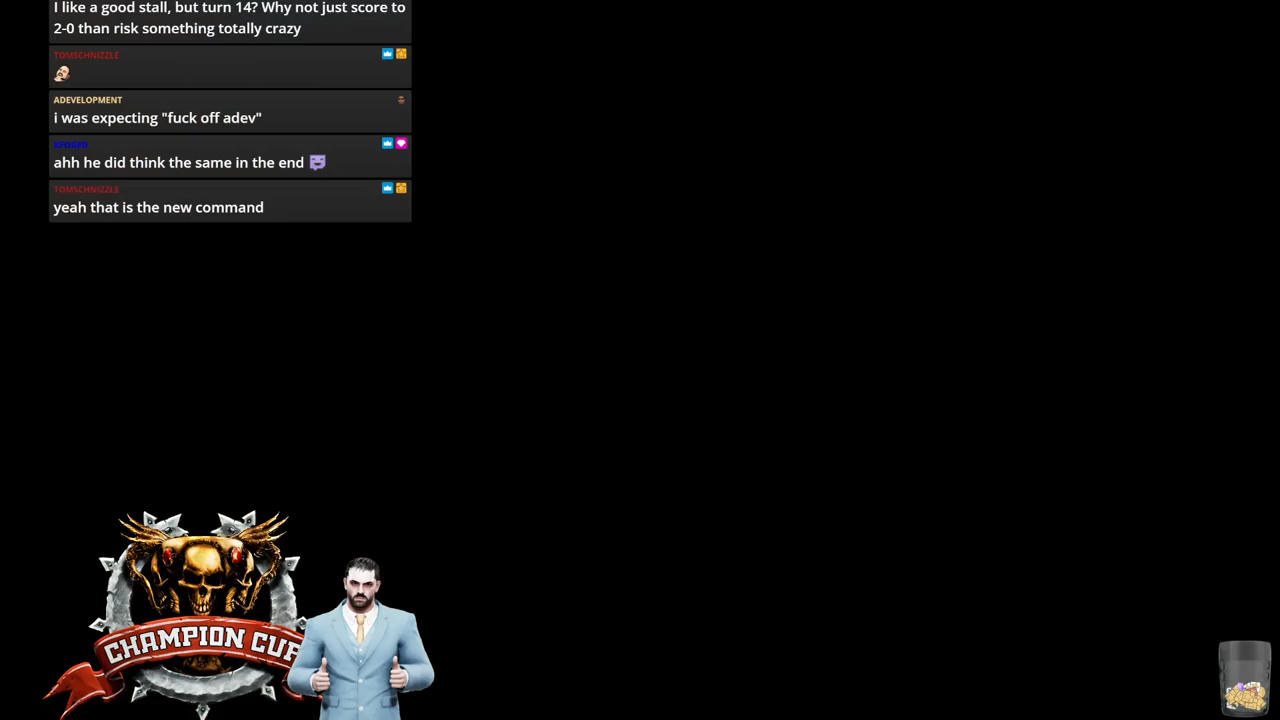 I like a good stall, but turn 14? Why not just score to
2-0 than risk something totally crazy
TOMSCHNIZZLE
ADEVELOPMENT
i was expecting "fuck off adev"
ahh he did think the same in the end
TOMSCHNIZZLE
yeah that is the new command
CHAMPION CUP